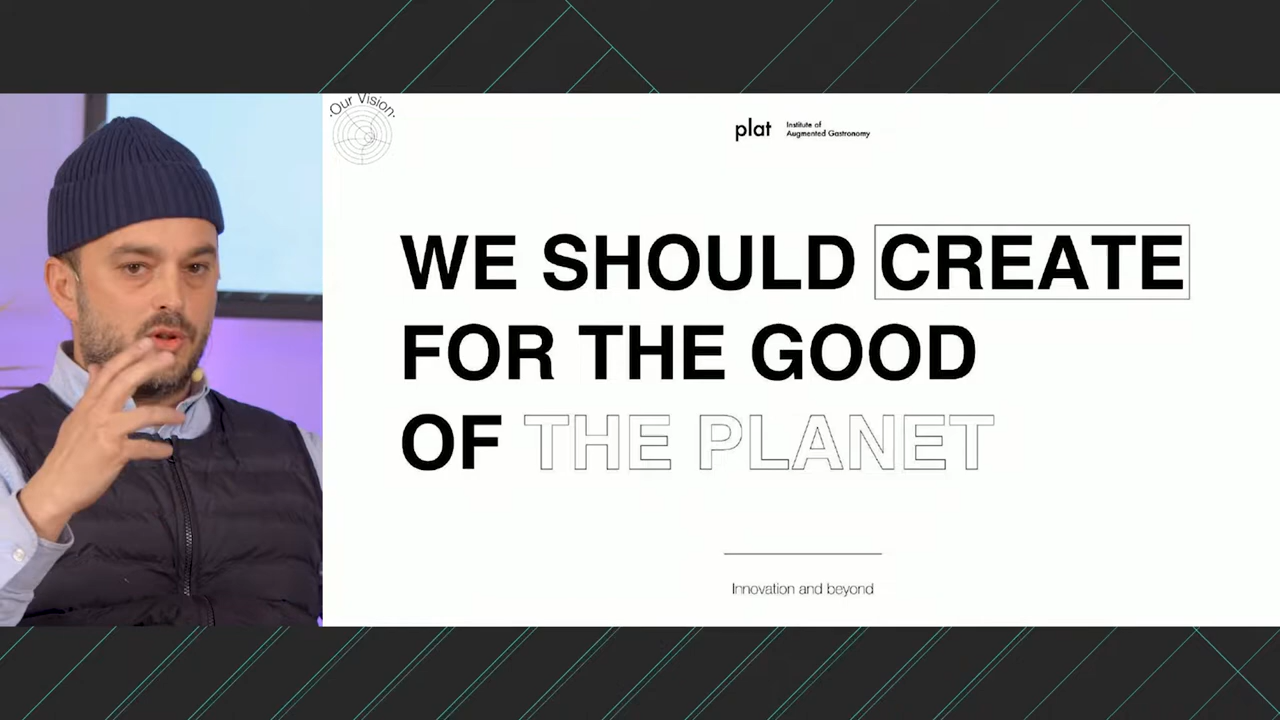 ·Our Vision·
plat
Institute of
Augmented Gastronomy
WE SHOULD CREATE
FOR THE GOOD
OF THE PLANET
Innovation and beyond